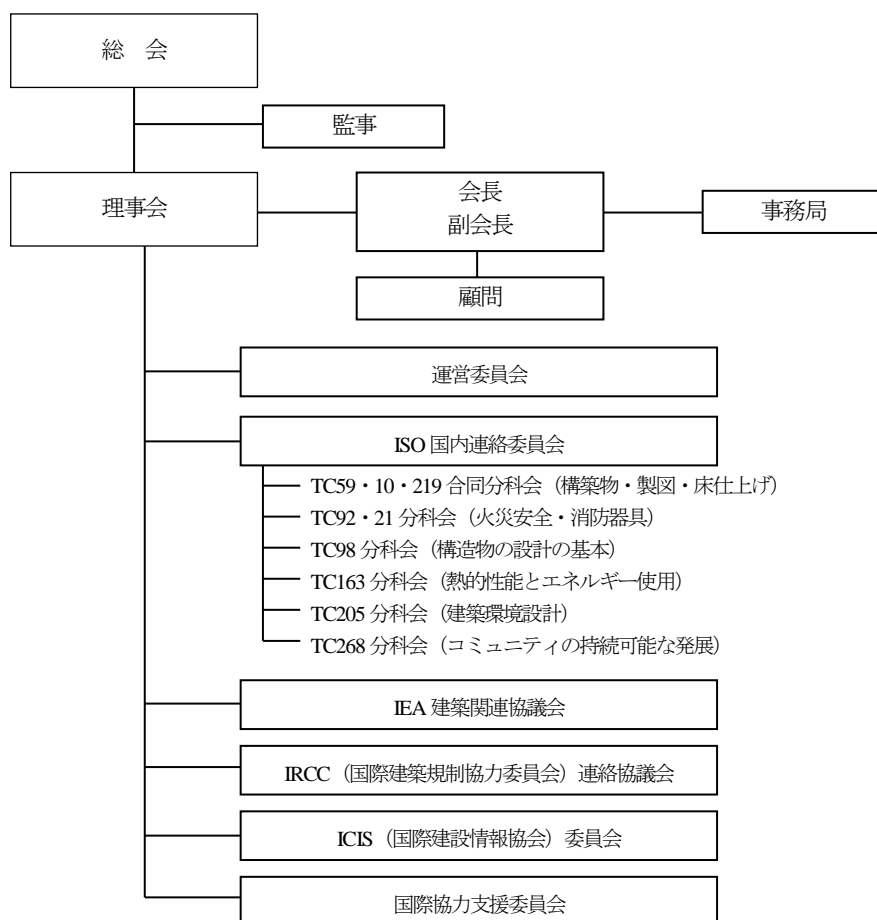 総　会
監事
理事会
会長
副会長
事務局
顧問
運営委員会
ISO 国内連絡委員会
TC59・10・219 合同分科会（構築物・製図・床仕上げ）
TC92・21 分科会（火災安全・消防器具）
TC98 分科会（構造物の設計の基本）
TC163 分科会（熱的性能とエネルギー使用）
TC205 分科会（建築環境設計）
TC268 分科会（コミュニティの持続可能な発展）
IEA 建築関連協議会
IRCC（国際建築規制協力委員会）連絡協議会
ICIS（国際建設情報協会）委員会
国際協力支援委員会